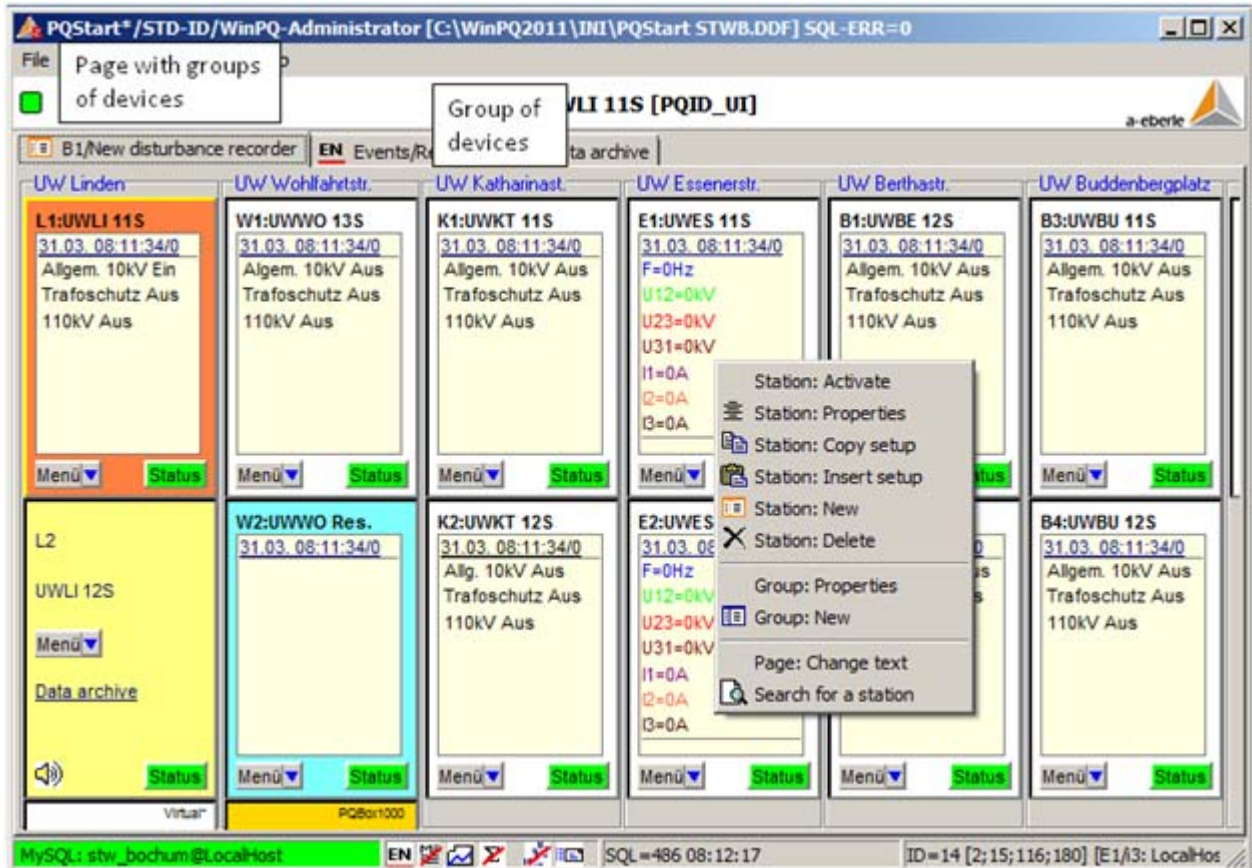 PQStart*/STD-ID/WinPQ-Administrator [C:\WinPQ2011\INI\PQStart STWB.DDF] SQL-ERR=0
File
Page with groups
of devices
Group of
devices
11S [PQID_UI]
a-eberle
B1/New disturbance recorder
EN Events/
archive
UW Linden
UW Wohlfahrtstr.
UW Katharinast.
UW Essenerstr.
UW Berthastr.
UW Buddenbergplatz
L1:UWLI 11S
31.03. 08:11:34/0
Allgem. 10kV Ein
Trafoschutz Aus
110kV Aus
Menü
Status
W1:UWWO 13S
31.03. 08:11:34/0
Algem. 10kV Aus
Trafoschutz Aus
110kV Aus
Menü
Status
K1:UWKT 11S
31.03. 08:11:34/0
Allgem. 10kV Aus
Trafoschutz Aus
110kV Aus
Menü
Status
E1:UWES 11S
31.03. 08:11:34/0
F=0Hz
U12=0kV
U23=0kV
U31=0kV
I1=0A
I2=0A
I3=0A
Menü
B1:UWBE 12S
31.03. 08:11:34/0
Allgem. 10kV Aus
Trafoschutz Aus
110kV Aus
B3:UWBU 11S
31.03. 08:11:34/0
Allgem. 10kV Aus
Trafoschutz Aus
110kV Aus
Menü
Status
Station: Activate
Station: Properties
Station: Copy setup
Station: Insert setup
Station: New
Station: Delete
Group: Properties
Group: New
Page: Change text
Search for a station
L2
UWLI 12S
Menü
Data archive
Status
W2:UWWO Res.
31.03. 08:11:34/0
Menü
Status
K2:UWKT 12S
31.03. 08:11:34/0
Allg. 10kV Aus
Trafoschutz Aus
110kV Aus
Menü
Status
E2:UWES
31.03. 08
F=0Hz
U12=0kV
U23=0kV
U31=0kV
I1=0A
I2=0A
I3=0A
Menü
Status
Menü
Status
B4:UWBU 12S
31.03. 08:11:34/0
Allgem. 10kV Aus
Trafoschutz Aus
110kV Aus
Menü
Status
Virtual
PQBox1000
MySQL: stw_bochum@LocalHost
EN
SQL=486 08:12:17
ID=14 [2;15;116;180] [E1/i3: LocalHos